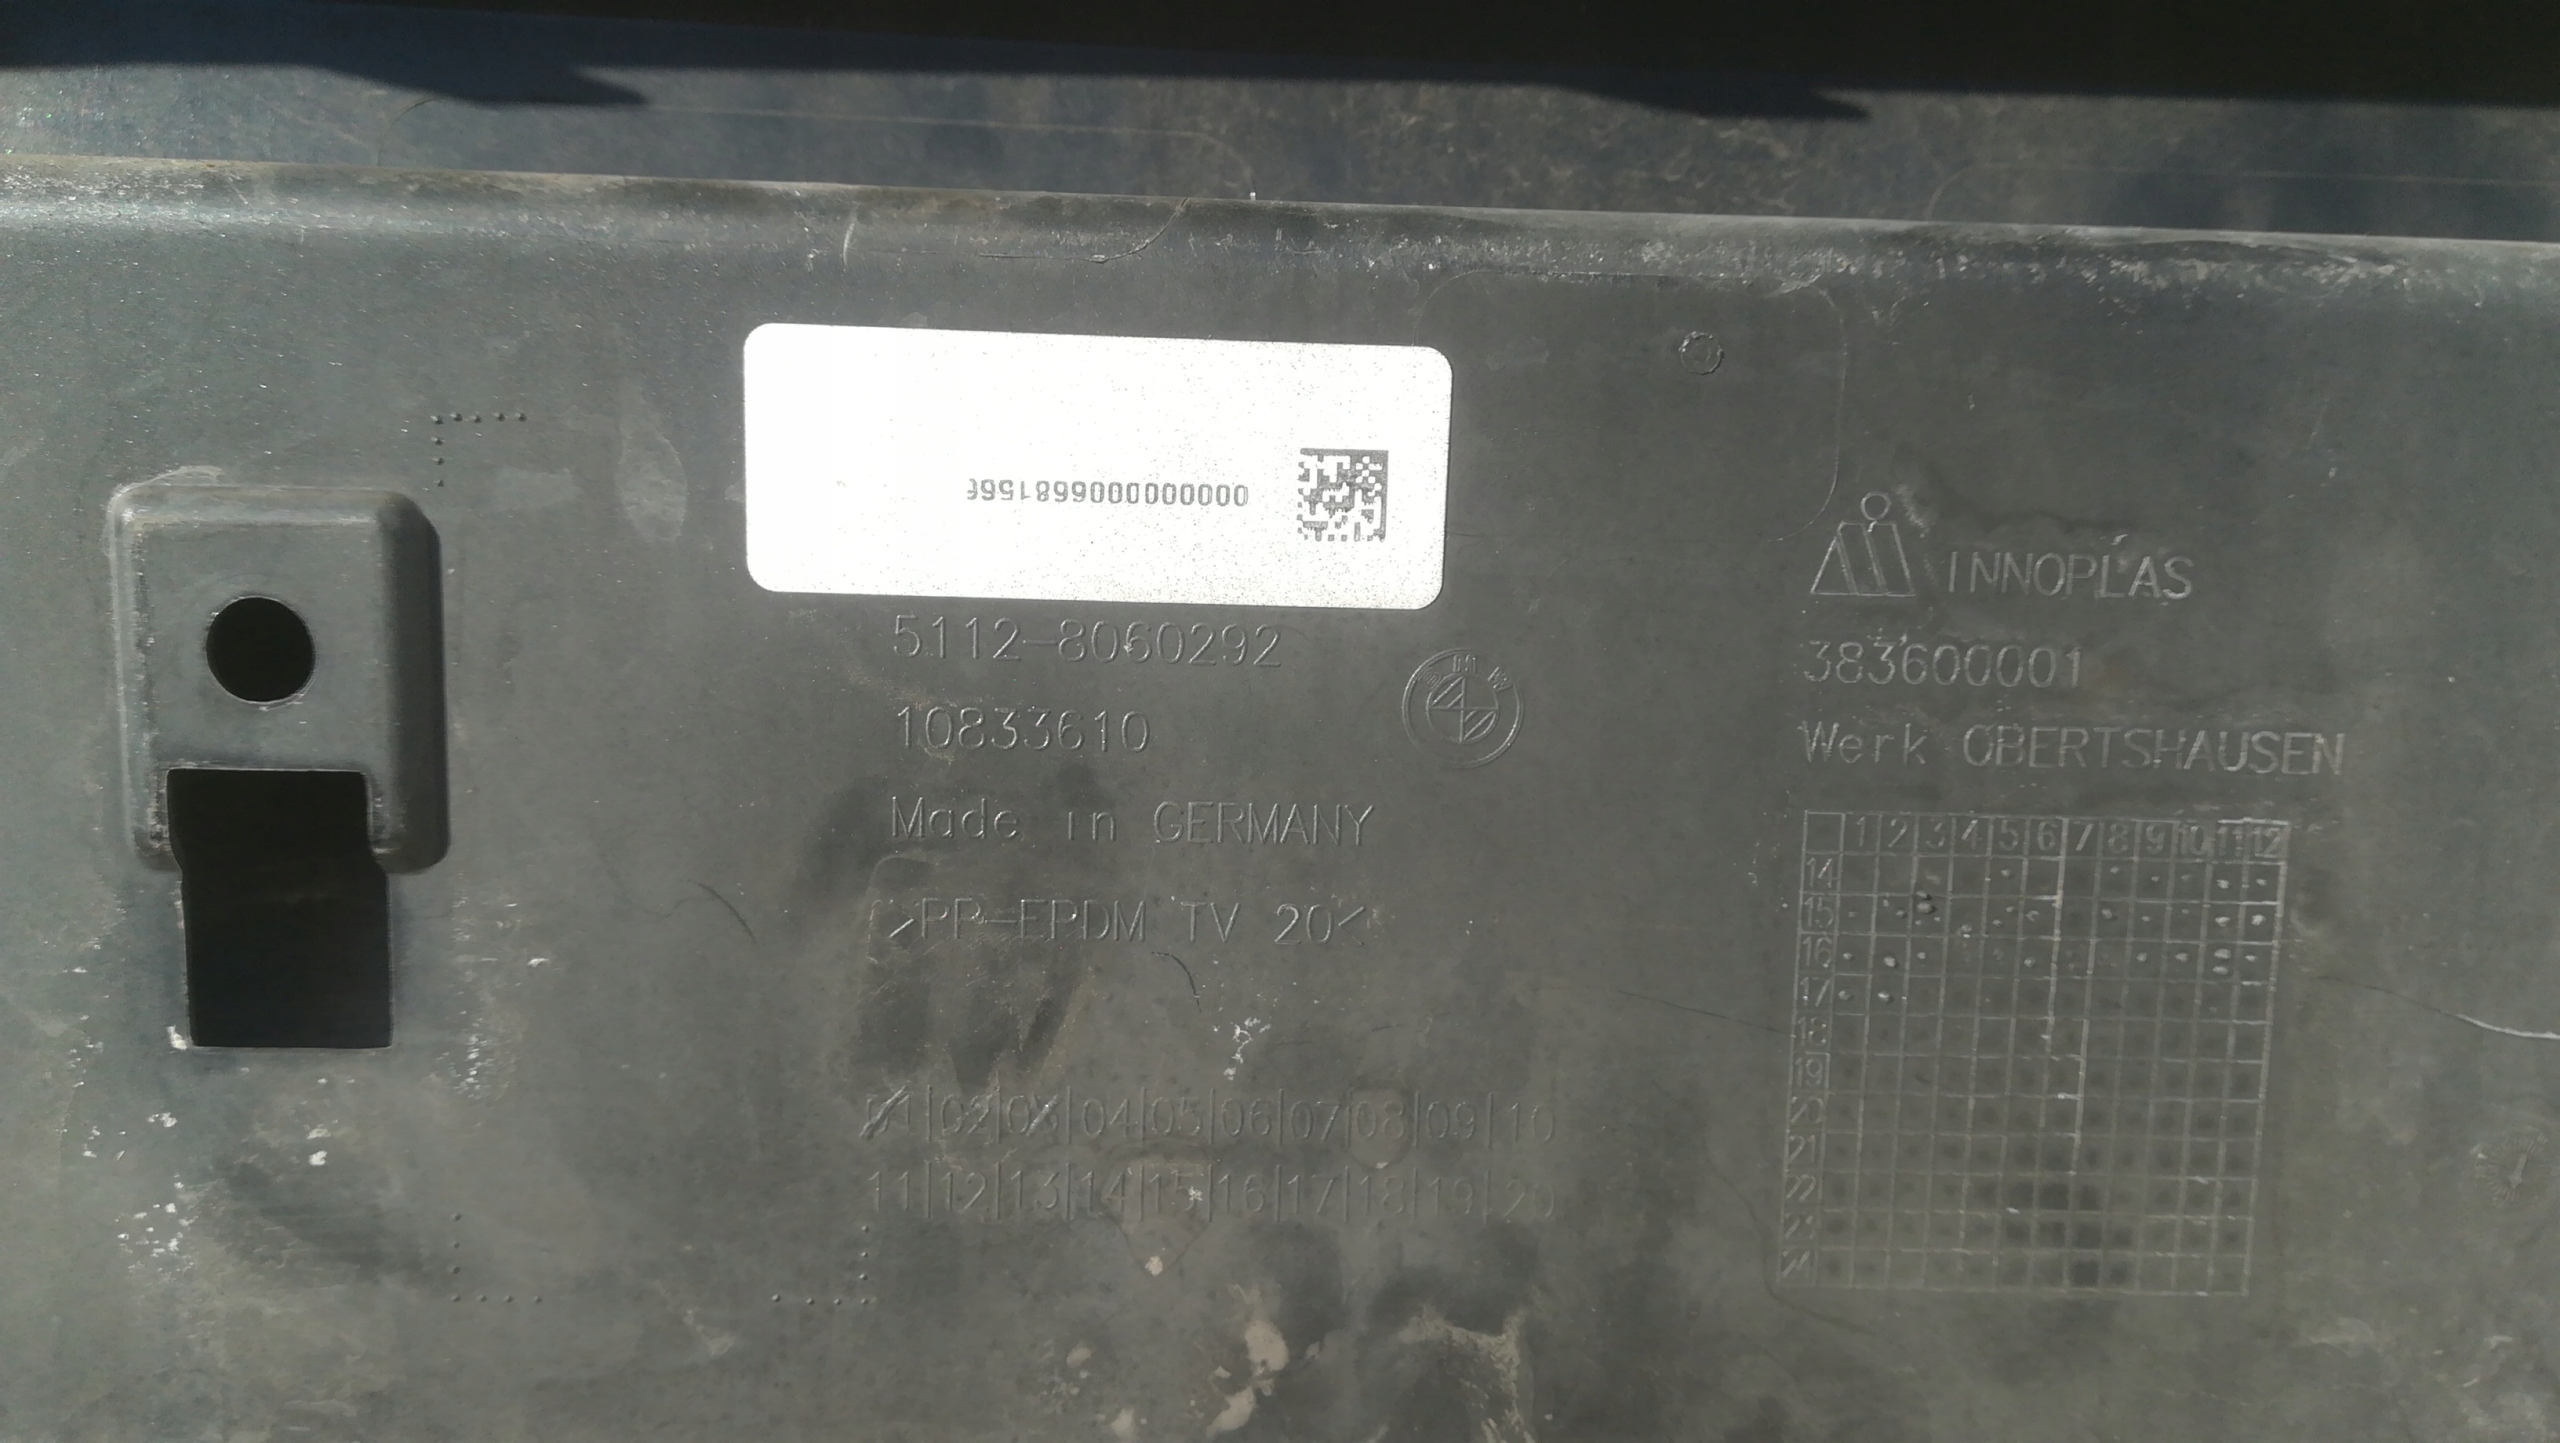 5112-8060292
10833610
Made in GERMANY
>PP-EPDM TV 20<
01|02|03|04|05|06|07|08|09|10
11|12|13|14|15|16|17|18|19|20
BMW
INNOPLAS
383600001
Werk OBERTSHAUSEN
1 2 3 4 5 6 7 8 9 10 11 12
14
15
16
17
18
19
20
21
22
23
24